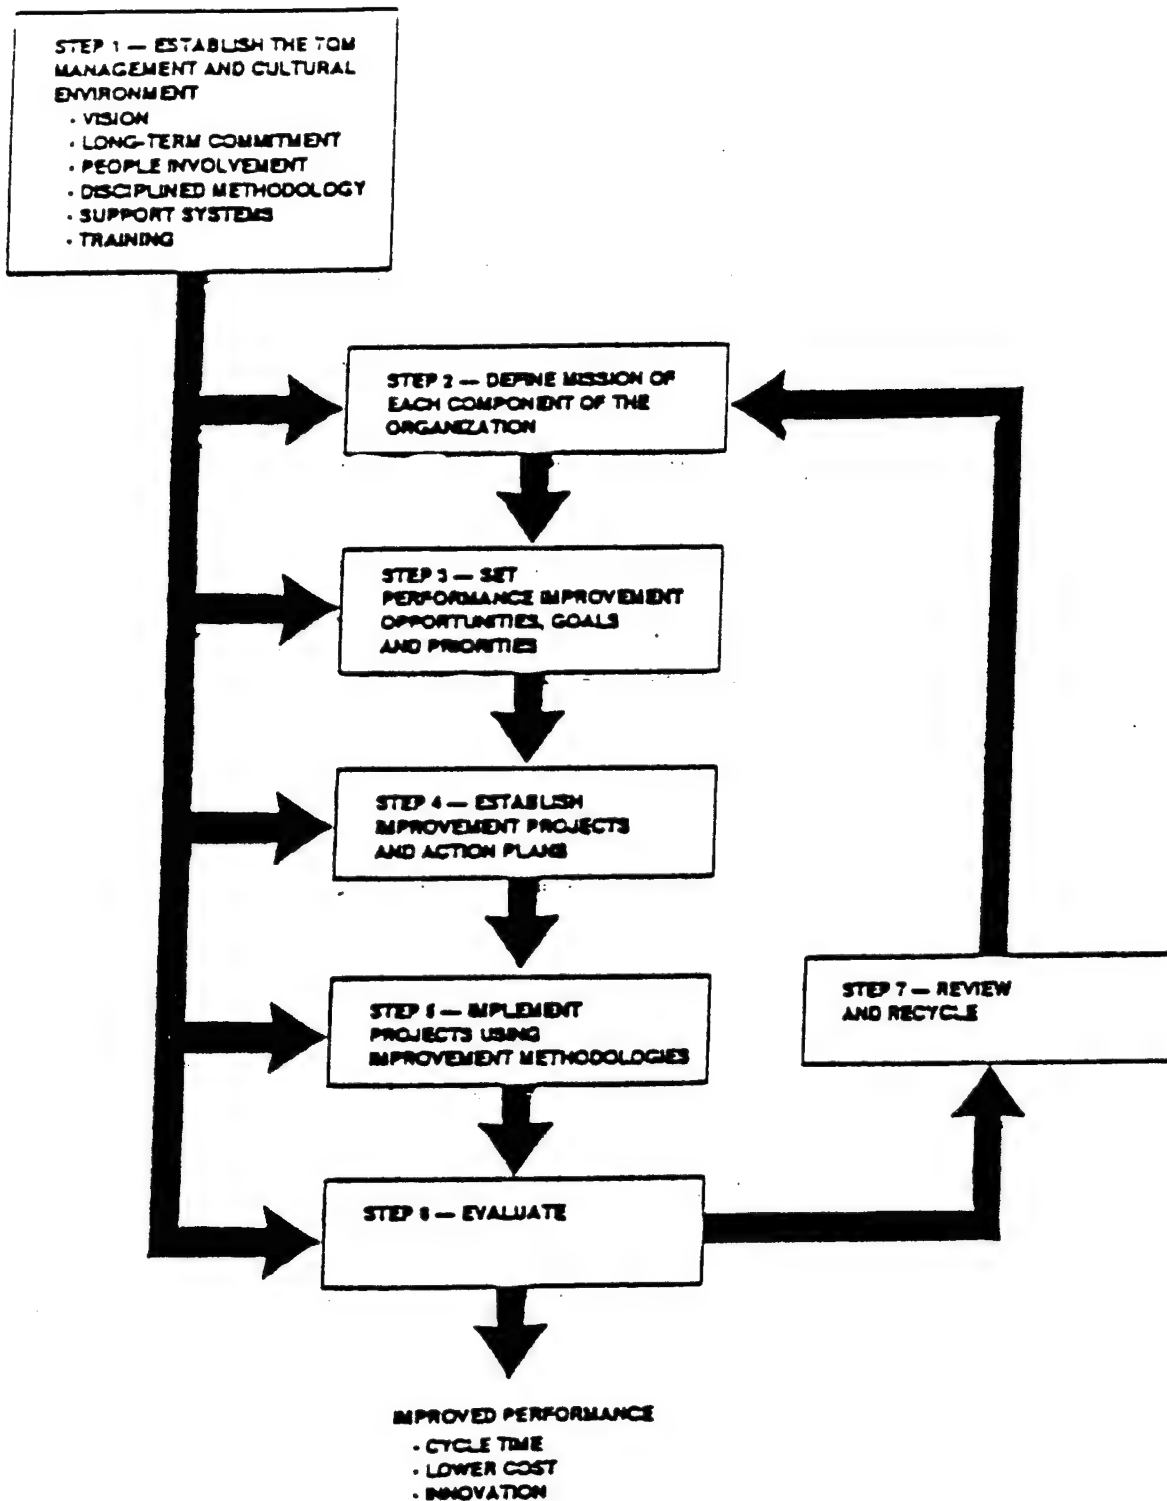 STEP 1 — ESTABLISH THE TQM
MANAGEMENT AND CULTURAL
ENVIRONMENT
· VISION
· LONG-TERM COMMITMENT
· PEOPLE INVOLVEMENT
· DISCIPLINED METHODOLOGY
· SUPPORT SYSTEMS
· TRAINING
STEP 2 — DEFINE MISSION OF
EACH COMPONENT OF THE
ORGANIZATION
STEP 3 — SET
PERFORMANCE IMPROVEMENT
OPPORTUNITIES, GOALS
AND PRIORITIES
STEP 4 — ESTABLISH
IMPROVEMENT PROJECTS
AND ACTION PLANS
STEP 5 — IMPLEMENT
PROJECTS USING
IMPROVEMENT METHODOLOGIES
STEP 6 — EVALUATE
STEP 7 — REVIEW
AND RECYCLE
IMPROVED PERFORMANCE
· CYCLE TIME
· LOWER COST
· INNOVATION